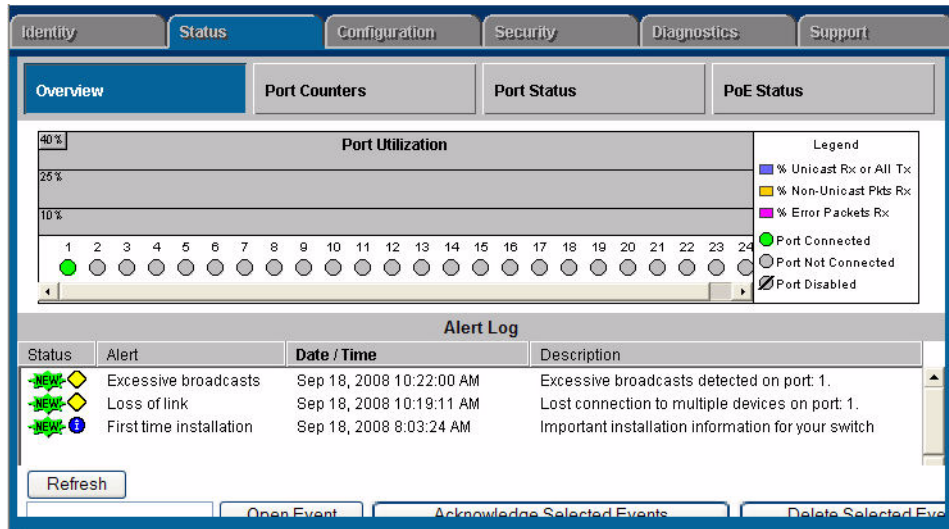 Identity Status Configuration Security Diagnostics Support
Overview Port Counters Port Status PoE Status
40% Port Utilization Legend
25%
10%
% Unicast Rx or All Tx
% Non-Unicast Pkts Rx
% Error Packets Rx
1 2 3 4 5 6 7 8 9 10 11 12 13 14 15 16 17 18 19 20 21 22 23 24
Port Connected
Port Not Connected
Port Disabled
Alert Log
Status Alert Date / Time Description
NEW Excessive broadcasts Sep 18, 2008 10:22:00 AM Excessive broadcasts detected on port: 1.
NEW Loss of link Sep 18, 2008 10:19:11 AM Lost connection to multiple devices on port: 1.
NEW i First time installation Sep 18, 2008 8:03:24 AM Important installation information for your switch
Refresh
Open Event Acknowledge Selected Events Delete Selected Eve